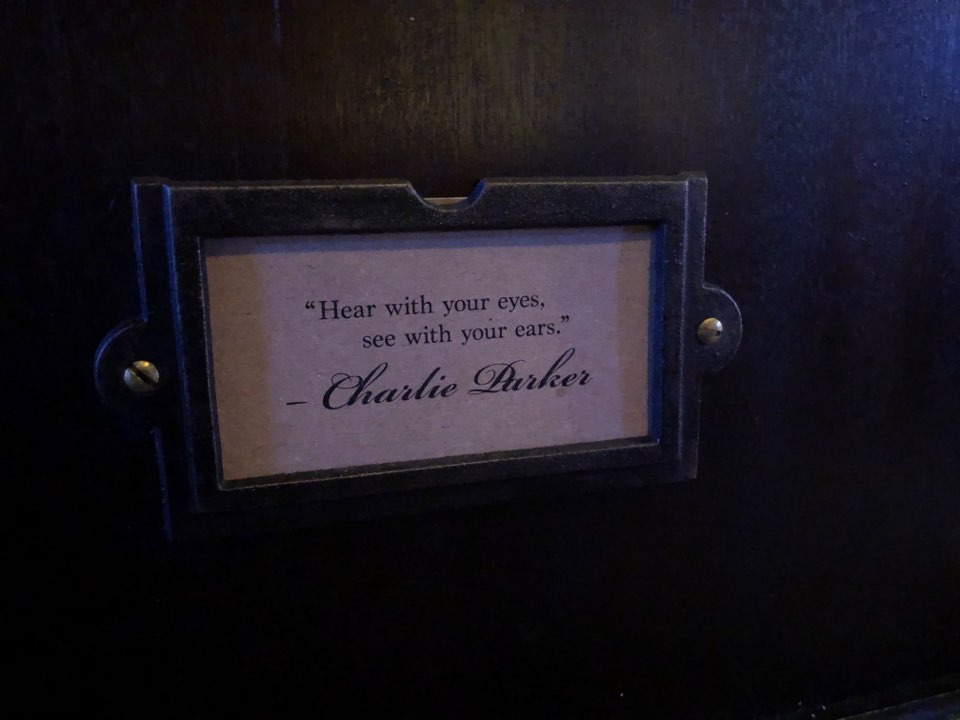 “Hear with your eyes,
see with your ears.”
– Charlie Parker